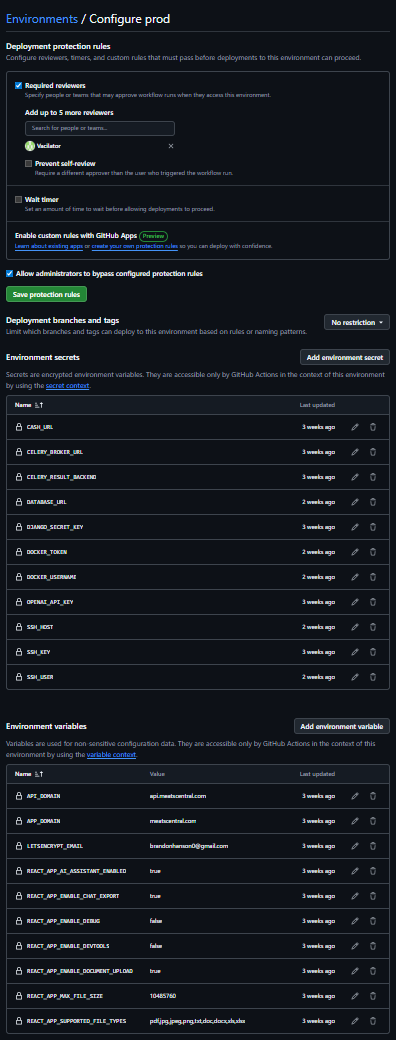 Environments / Configure prod
Deployment protection rules
Configure reviewers, timers, and custom rules that must pass before deployments to this environment can proceed.
Required reviewers
Specify people or teams that may approve workflow runs when they access this environment.
Add up to 5 more reviewers
Search for people or teams...
Vacilator
Prevent self-review
Require a different approver than the user who triggered the workflow run.
Wait timer
Set an amount of time to wait before allowing deployments to proceed.
Enable custom rules with GitHub Apps Preview
Learn about existing apps or create your own protection rules so you can deploy with confidence.
Allow administrators to bypass configured protection rules
Save protection rules
Deployment branches and tags
No restriction
Limit which branches and tags can deploy to this environment based on rules or naming patterns.
Environment secrets
Add environment secret
Secrets are encrypted environment variables. They are accessible only by GitHub Actions in the context of this environment
by using the secret context.
Name Last updated
CASH_URL 3 weeks ago
CELERY_BROKER_URL 3 weeks ago
CELERY_RESULT_BACKEND 3 weeks ago
DATABASE_URL 2 weeks ago
DJANGO_SECRET_KEY 3 weeks ago
DOCKER_TOKEN 2 weeks ago
DOCKER_USERNAME 2 weeks ago
OPENAI_API_KEY 3 weeks ago
SSH_HOST 2 weeks ago
SSH_KEY 3 weeks ago
SSH_USER 2 weeks ago
Environment variables
Add environment variable
Variables are used for non-sensitive configuration data. They are accessible only by GitHub Actions in the context of this
environment by using the variable context.
Name Value Last updated
API_DOMAIN api.meatscentral.com 3 weeks ago
APP_DOMAIN meatscentral.com 3 weeks ago
LETSENCRYPT_EMAIL brandonhanson0@gmail.com 3 weeks ago
REACT_APP_AI_ASSISTANT_ENABLED true 3 weeks ago
REACT_APP_ENABLE_CHAT_EXPORT true 3 weeks ago
REACT_APP_ENABLE_DEBUG false 3 weeks ago
REACT_APP_ENABLE_DEVTOOLS false 3 weeks ago
REACT_APP_ENABLE_DOCUMENT_UPLOAD true 3 weeks ago
REACT_APP_MAX_FILE_SIZE 10485760 3 weeks ago
REACT_APP_SUPPORTED_FILE_TYPES pdf,jpg,jpeg,png,txt,doc,docx,xls,xlsx 3 weeks ago